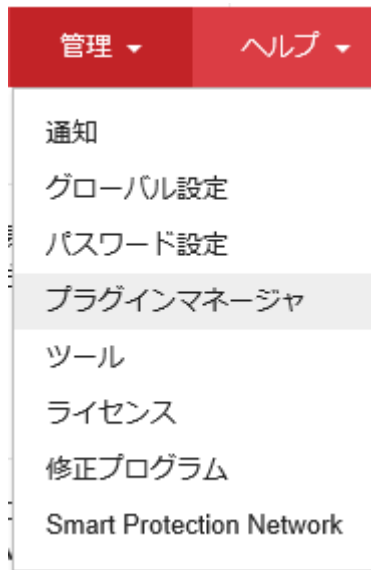 管理 ▾ ヘルプ ▾
通知
グローバル設定
パスワード設定
プラグインマネージャ
ツール
ライセンス
修正プログラム
Smart Protection Network